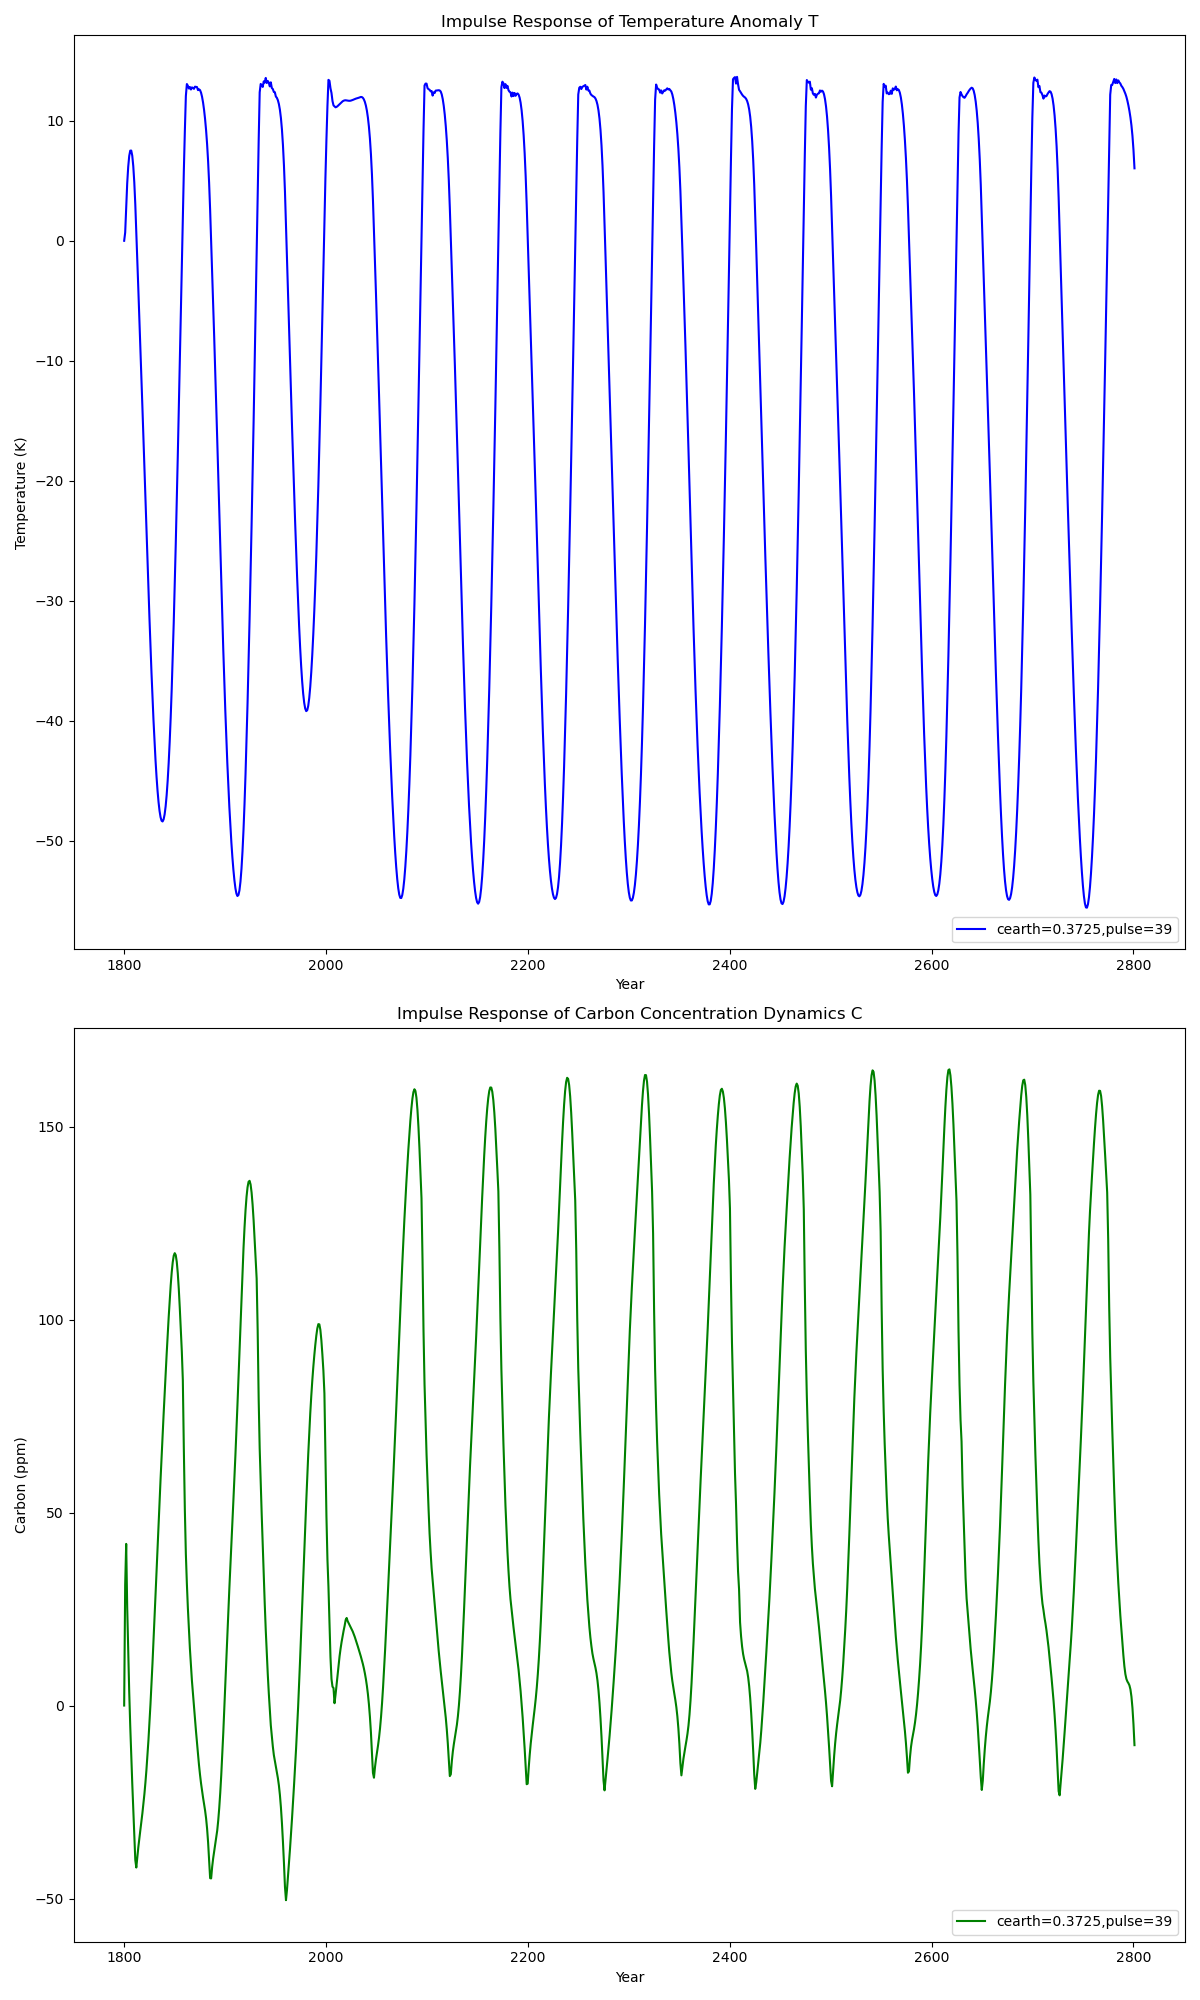 Impulse Response of Temperature Anomaly T
Temperature (K)
10
0
−10
−20
−30
−40
−50
cearth=0.3725,pulse=39
1800 2000 2200 2400 2600 2800
Year
Impulse Response of Carbon Concentration Dynamics C
Carbon (ppm)
150
100
50
0
−50
cearth=0.3725,pulse=39
1800 2000 2200 2400 2600 2800
Year